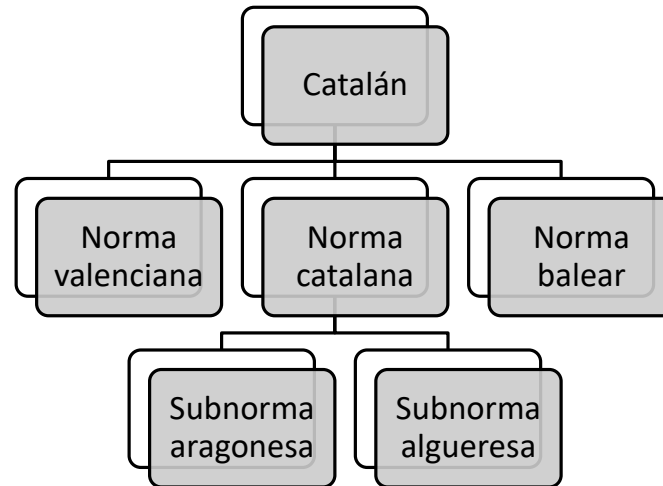 Catalán
Norma
valenciana
Norma
catalana
Norma
balear
Subnorma
aragonesa
Subnorma
algueresa